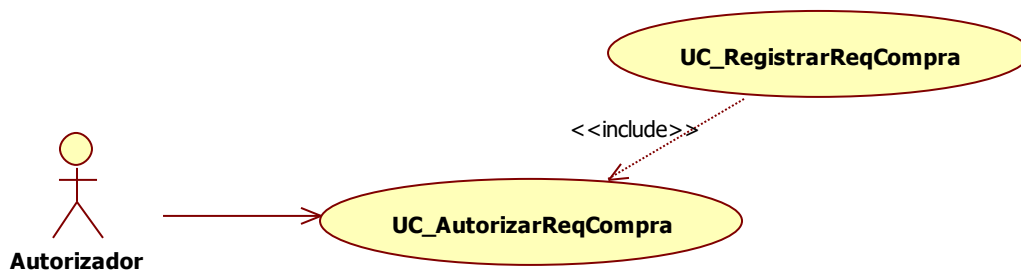 UC_RegistrarReqCompra
<<include>>
UC_AutorizarReqCompra
Autorizador